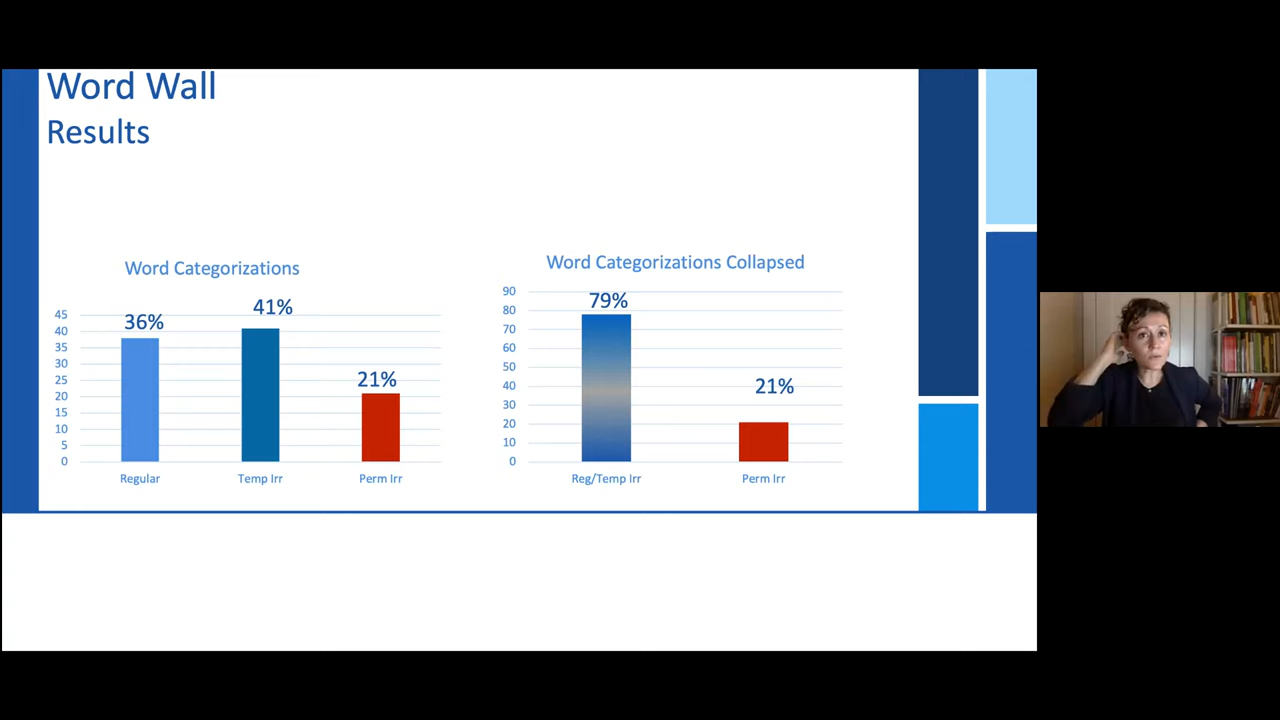 Word Wall
Results
Word Categorizations
45
40
35
30
25
20
15
10
5
0
36%
41%
21%
Regular
Temp Irr
Perm Irr
Word Categorizations Collapsed
90
80
70
60
50
40
30
20
10
0
79%
21%
Reg/Temp Irr
Perm Irr